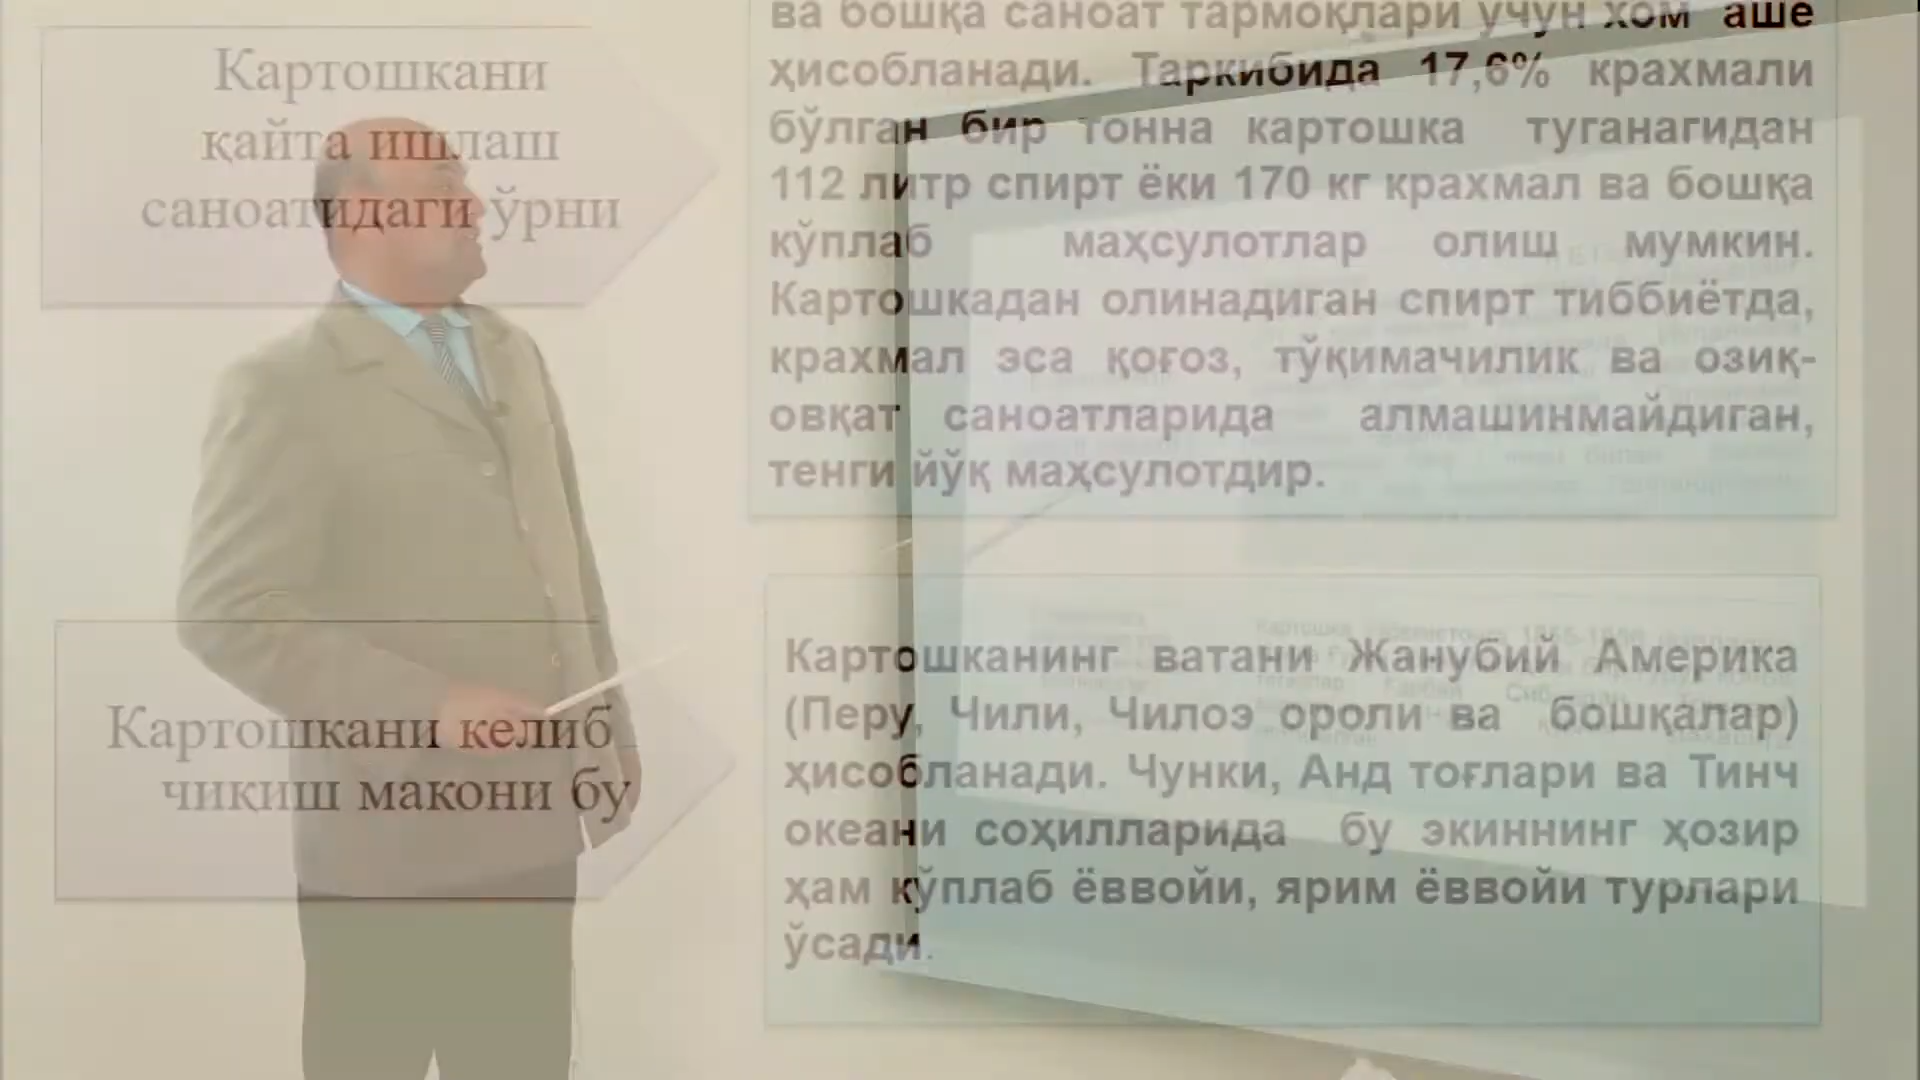 Картошкани
қайта ишлаш
саноатидаги ўрни
ва бошқа саноат тармоқлари учун хом аше
ҳисобланади. Таркибида 17,6% крахмали
бўлган бир тонна картошка туганагидан
112 литр спирт ёки 170 кг крахмал ва бошқа
кўплаб маҳсулотлар олиш мумкин.
Картошкадан олинадиган спирт тиббиётда,
крахмал эса қоғоз, тўқимачилик ва озиқ-
овқат саноатларида алмашинмайдиган,
тенги йўқ маҳсулотдир.
Картошкани келиб
чиқиш макони бу
Картошканинг ватани Жанубий Америка
(Перу, Чили, Чилоэ ороли ва бошқалар)
ҳисобланади. Чунки, Анд тоғлари ва Тинч
океани соҳилларида бу экиннинг ҳозир
ҳам кўплаб ёввойи, ярим ёввойи турлари
ўсади.